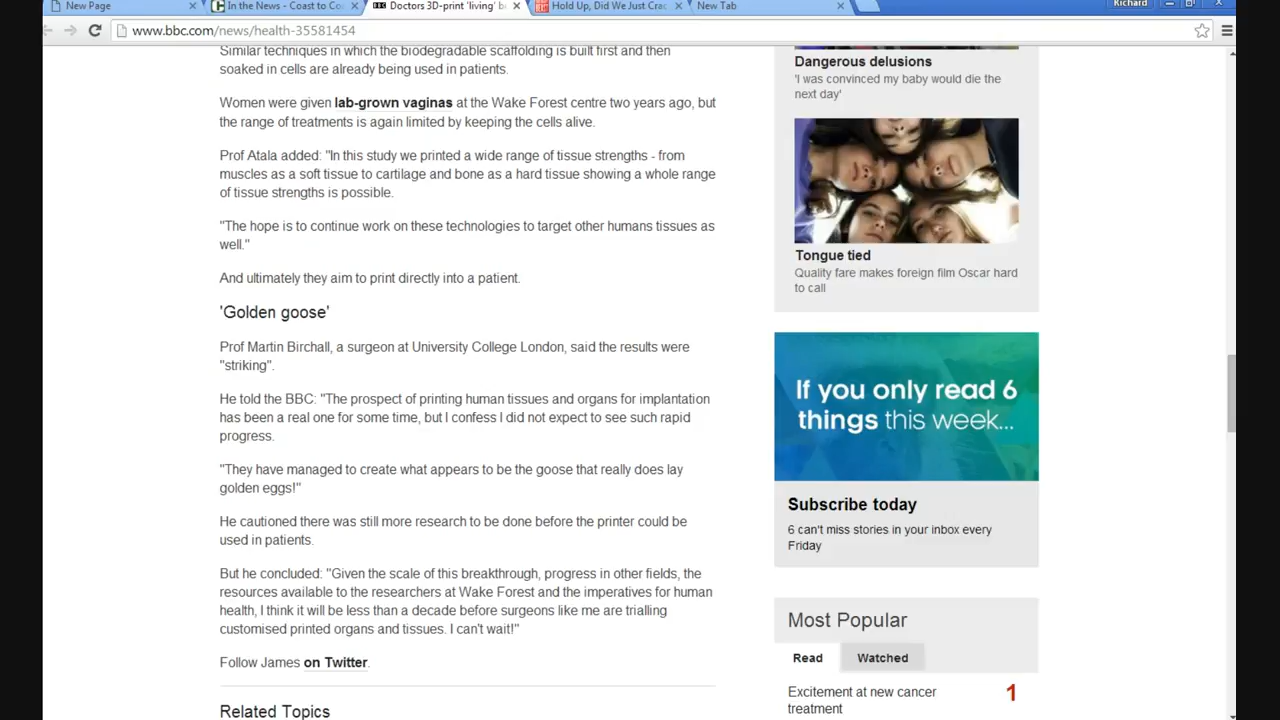 New Page
In the News - Coast to Co
Doctors 3D-print 'living' b
Hold Up, Did We Just Crac
New Tab
Richard
www.bbc.com/news/health-35581454
Similar techniques in which the biodegradable scaffolding is built first and then
soaked in cells are already being used in patients.
Women were given lab-grown vaginas at the Wake Forest centre two years ago, but
the range of treatments is again limited by keeping the cells alive.
Prof Atala added: "In this study we printed a wide range of tissue strengths - from
muscles as a soft tissue to cartilage and bone as a hard tissue showing a whole range
of tissue strengths is possible.
"The hope is to continue work on these technologies to target other humans tissues as
well."
And ultimately they aim to print directly into a patient.
'Golden goose'
Prof Martin Birchall, a surgeon at University College London, said the results were
"striking".
He told the BBC: "The prospect of printing human tissues and organs for implantation
has been a real one for some time, but I confess I did not expect to see such rapid
progress.
"They have managed to create what appears to be the goose that really does lay
golden eggs!"
He cautioned there was still more research to be done before the printer could be
used in patients.
But he concluded: "Given the scale of this breakthrough, progress in other fields, the
resources available to the researchers at Wake Forest and the imperatives for human
health, I think it will be less than a decade before surgeons like me are trialling
customised printed organs and tissues. I can't wait!"
Follow James on Twitter.
Related Topics
Dangerous delusions
'I was convinced my baby would die the
next day'
Tongue tied
Quality fare makes foreign film Oscar hard
to call
If you only read 6
things this week...
Subscribe today
6 can't miss stories in your inbox every
Friday
Most Popular
Read
Watched
Excitement at new cancer
treatment
1